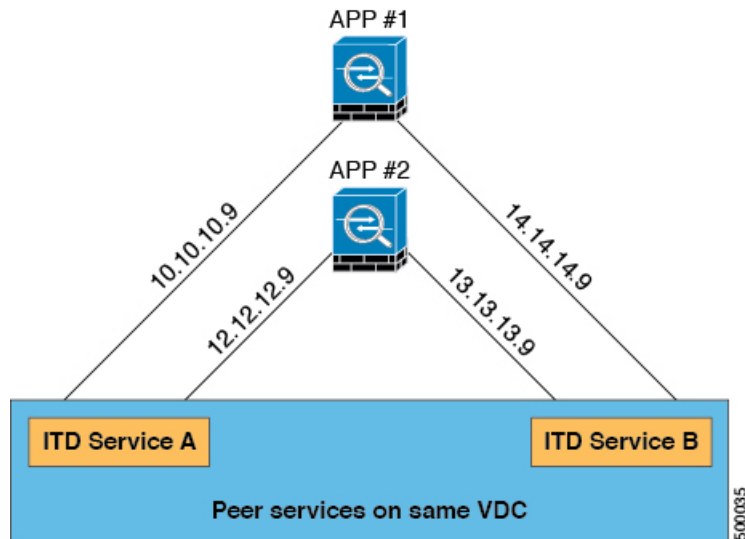 APP #1
APP #2
10.10.10.9
14.14.14.9
12.12.12.9
13.13.13.9
ITD Service A
ITD Service B
Peer services on same VDC
500035